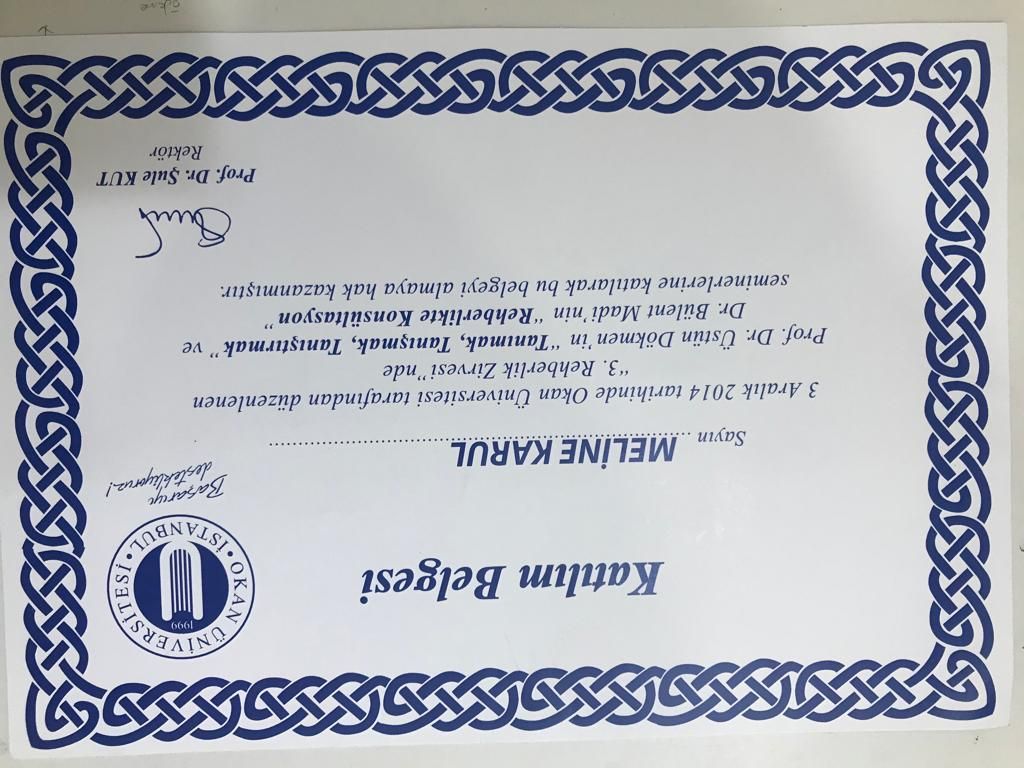 Katılım Belgesi
OKAN ÜNİVERSİTESİ • İSTANBUL •
1999
Başarıyı
destekliyoruz!
Sayın MELİNE KARUL
3 Aralık 2014 tarihinde Okan Üniversitesi tarafından düzenlenen
“3. Rehberlik Zirvesi”nde
Prof. Dr. Üstün Dökmen’in “Tanımak, Tanışmak, Tanıştırmak” ve
Dr. Bülent Madi’nin “Rehberlikte Konsültasyon”
seminerlerine katılarak bu belgeyi almaya hak kazanmıştır.
Prof. Dr. Şule KUT
Rektör